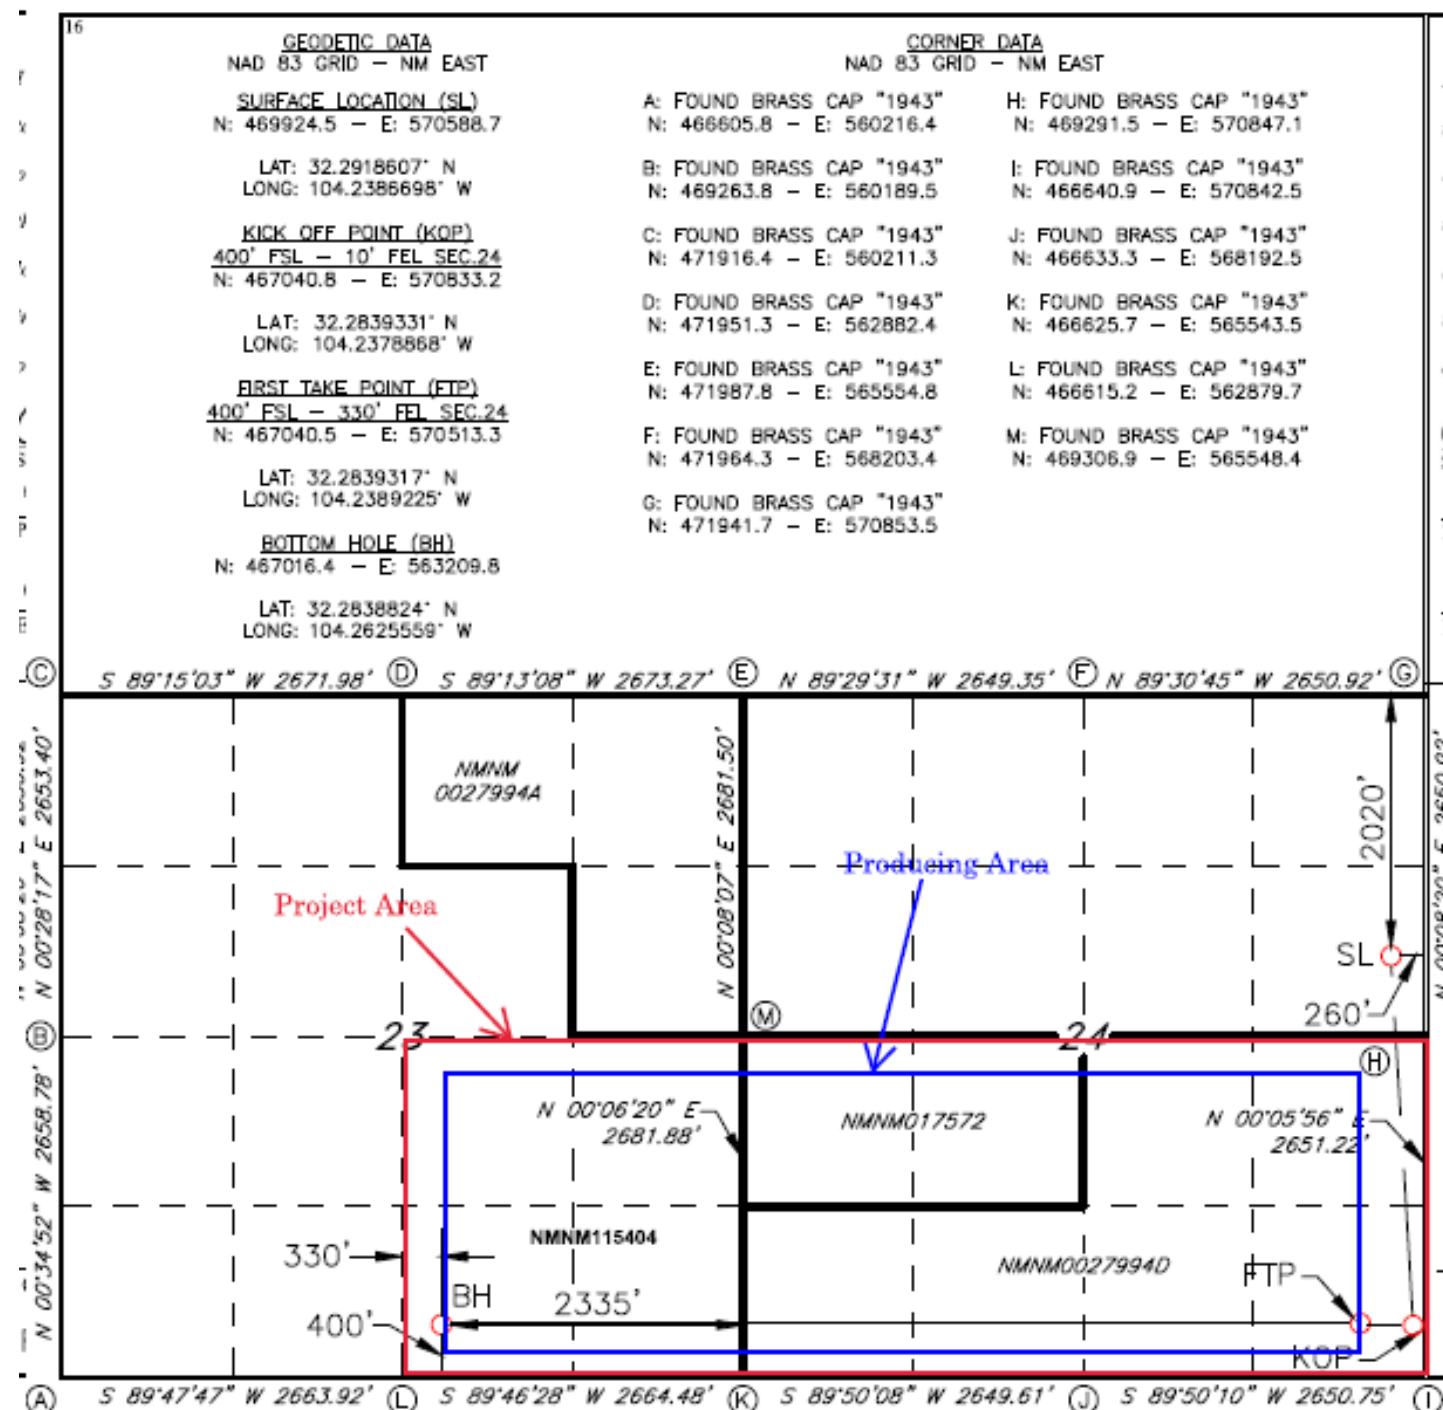 16
GEODETIC DATA
NAD 83 GRID – NM EAST
SURFACE LOCATION (SL)
N: 469924.5 – E: 570588.7
LAT: 32.2918607° N
LONG: 104.2386698° W
KICK OFF POINT (KOP)
400' FSL – 10' FEL SEC.24
N: 467040.8 – E: 570833.2
LAT: 32.2839331° N
LONG: 104.2378868° W
FIRST TAKE POINT (FTP)
400' FSL – 330' FEL SEC.24
N: 467040.5 – E: 570513.3
LAT: 32.2839317° N
LONG: 104.2389225° W
BOTTOM HOLE (BH)
N: 467016.4 – E: 563209.8
LAT: 32.2838824° N
LONG: 104.2625559° W
CORNER DATA
NAD 83 GRID – NM EAST
A: FOUND BRASS CAP "1943"
N: 466605.8 – E: 560216.4
B: FOUND BRASS CAP "1943"
N: 469263.8 – E: 560189.5
C: FOUND BRASS CAP "1943"
N: 471916.4 – E: 560211.3
D: FOUND BRASS CAP "1943"
N: 471951.3 – E: 562882.4
E: FOUND BRASS CAP "1943"
N: 471987.8 – E: 565554.8
F: FOUND BRASS CAP "1943"
N: 471964.3 – E: 568203.4
G: FOUND BRASS CAP "1943"
N: 471941.7 – E: 570853.5
H: FOUND BRASS CAP "1943"
N: 469291.5 – E: 570847.1
I: FOUND BRASS CAP "1943"
N: 466640.9 – E: 570842.5
J: FOUND BRASS CAP "1943"
N: 466633.3 – E: 568192.5
K: FOUND BRASS CAP "1943"
N: 466625.7 – E: 565543.5
L: FOUND BRASS CAP "1943"
N: 466615.2 – E: 562879.7
M: FOUND BRASS CAP "1943"
N: 469306.9 – E: 565548.4
C S 89°15'03" W 2671.98' D S 89°13'08" W 2673.27' E N 89°29'31" W 2649.35' F N 89°30'45" W 2650.92' G
N 00°28'17" E 2653.40'
NMNM
0027994A
N 00°08'07" E 2681.50'
2020'
Producing Area
Project Area
SL
260'
B
23
M
24
H
N 00°34'52" W 2658.78'
N 00°06'20" E
2681.88'
NMNM017572
N 00°05'56" E
2651.22'
NMNM115404
330'
NMNM0027994D
FTP
BH
2335'
400'
KOP
A S 89°47'47" W 2663.92' L S 89°46'28" W 2664.48' K S 89°50'08" W 2649.61' J S 89°50'10" W 2650.75' I